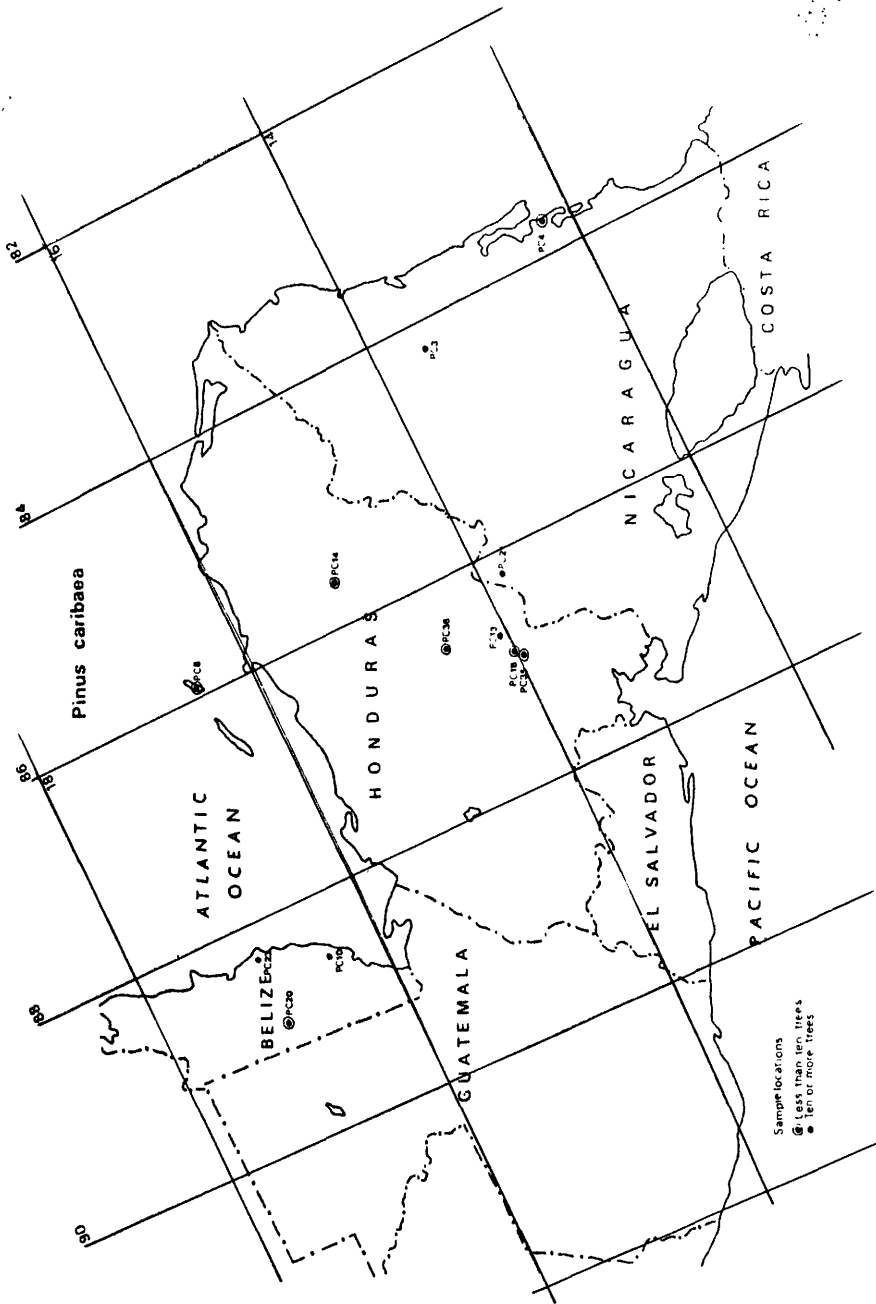 Pinus caribaea
82
84
86
88
90
18
16
14
ATLANTIC
OCEAN
PC8
HONDURAS
PC14
PC36
PC13
PC18
PC35
BELIZE
PC22
PC20
PC10
GUATEMALA
EL SALVADOR
PACIFIC OCEAN
NICARAGUA
PC3
PC4
COSTA RICA
Sample locations
Less than ten trees
Ten or more trees